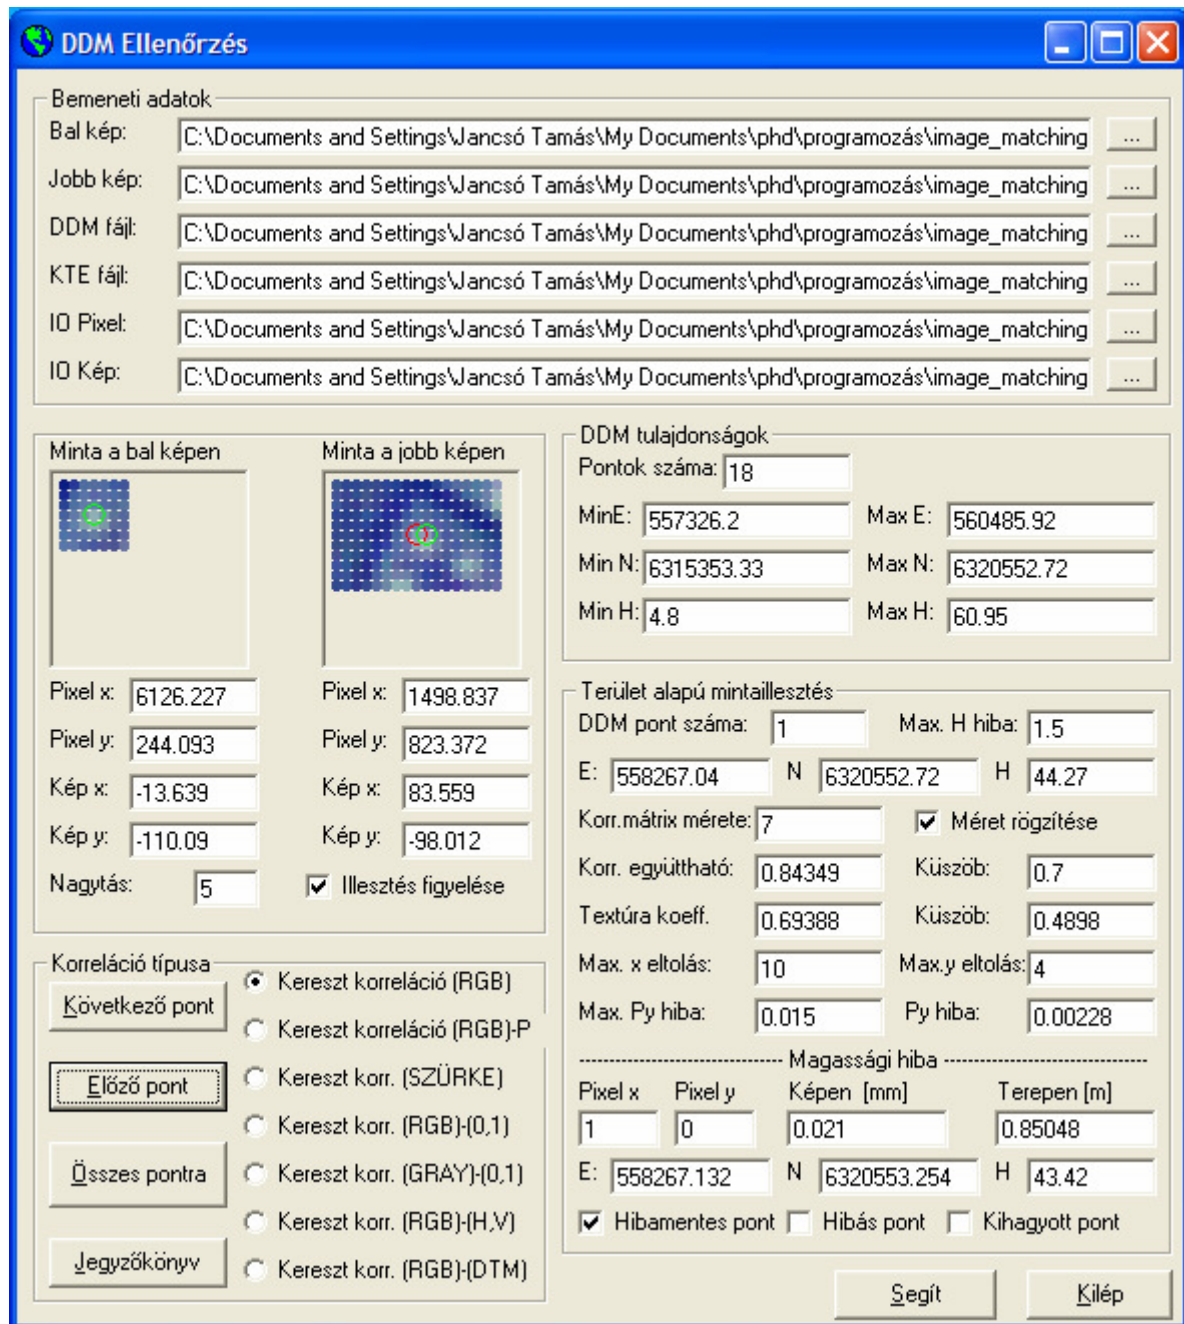 DDM Ellenőrzés
Bemeneti adatok
Bal kép: C:\Documents and Settings\Jancsó Tamás\My Documents\phd\programozás\image_matching ...
Jobb kép: C:\Documents and Settings\Jancsó Tamás\My Documents\phd\programozás\image_matching ...
DDM fájl: C:\Documents and Settings\Jancsó Tamás\My Documents\phd\programozás\image_matching ...
KTE fájl: C:\Documents and Settings\Jancsó Tamás\My Documents\phd\programozás\image_matching ...
IO Pixel: C:\Documents and Settings\Jancsó Tamás\My Documents\phd\programozás\image_matching ...
IO Kép: C:\Documents and Settings\Jancsó Tamás\My Documents\phd\programozás\image_matching ...
Minta a bal képen Minta a jobb képen
Pixel x: 6126.227 Pixel x: 1498.837
Pixel y: 244.093 Pixel y: 823.372
Kép x: -13.639 Kép x: 83.559
Kép y: -110.09 Kép y: -98.012
Nagytás: 5 Illesztés figyelése
DDM tulajdonságok
Pontok száma: 18
MinE: 557326.2 Max E: 560485.92
Min N: 6315353.33 Max N: 6320552.72
Min H: 4.8 Max H: 60.95
Terület alapú mintaillesztés
DDM pont száma: 1 Max. H hiba: 1.5
E: 558267.04 N 6320552.72 H 44.27
Korr.mátrix mérete: 7 Méret rögzítése
Korr. együttható: 0.84349 Küszöb: 0.7
Textúra koeff. 0.69388 Küszöb: 0.4898
Max. x eltolás: 10 Max.y eltolás: 4
Max. Py hiba: 0.015 Py hiba: 0.00228
Magassági hiba
Pixel x Pixel y Képen [mm] Terepen [m]
1 0 0.021 0.85048
E: 558267.132 N 6320553.254 H 43.42
Hibamentes pont Hibás pont Kihagyott pont
Korreláció típusa
Következő pont
Előző pont
Összes pontra
Jegyzőkönyv
Kereszt korreláció (RGB)
Kereszt korreláció (RGB)-P
Kereszt korr. (SZÜRKE)
Kereszt korr. (RGB)-(0,1)
Kereszt korr. (GRAY)-(0,1)
Kereszt korr. (RGB)-(H,V)
Kereszt korr. (RGB)-(DTM)
Segít Kilép